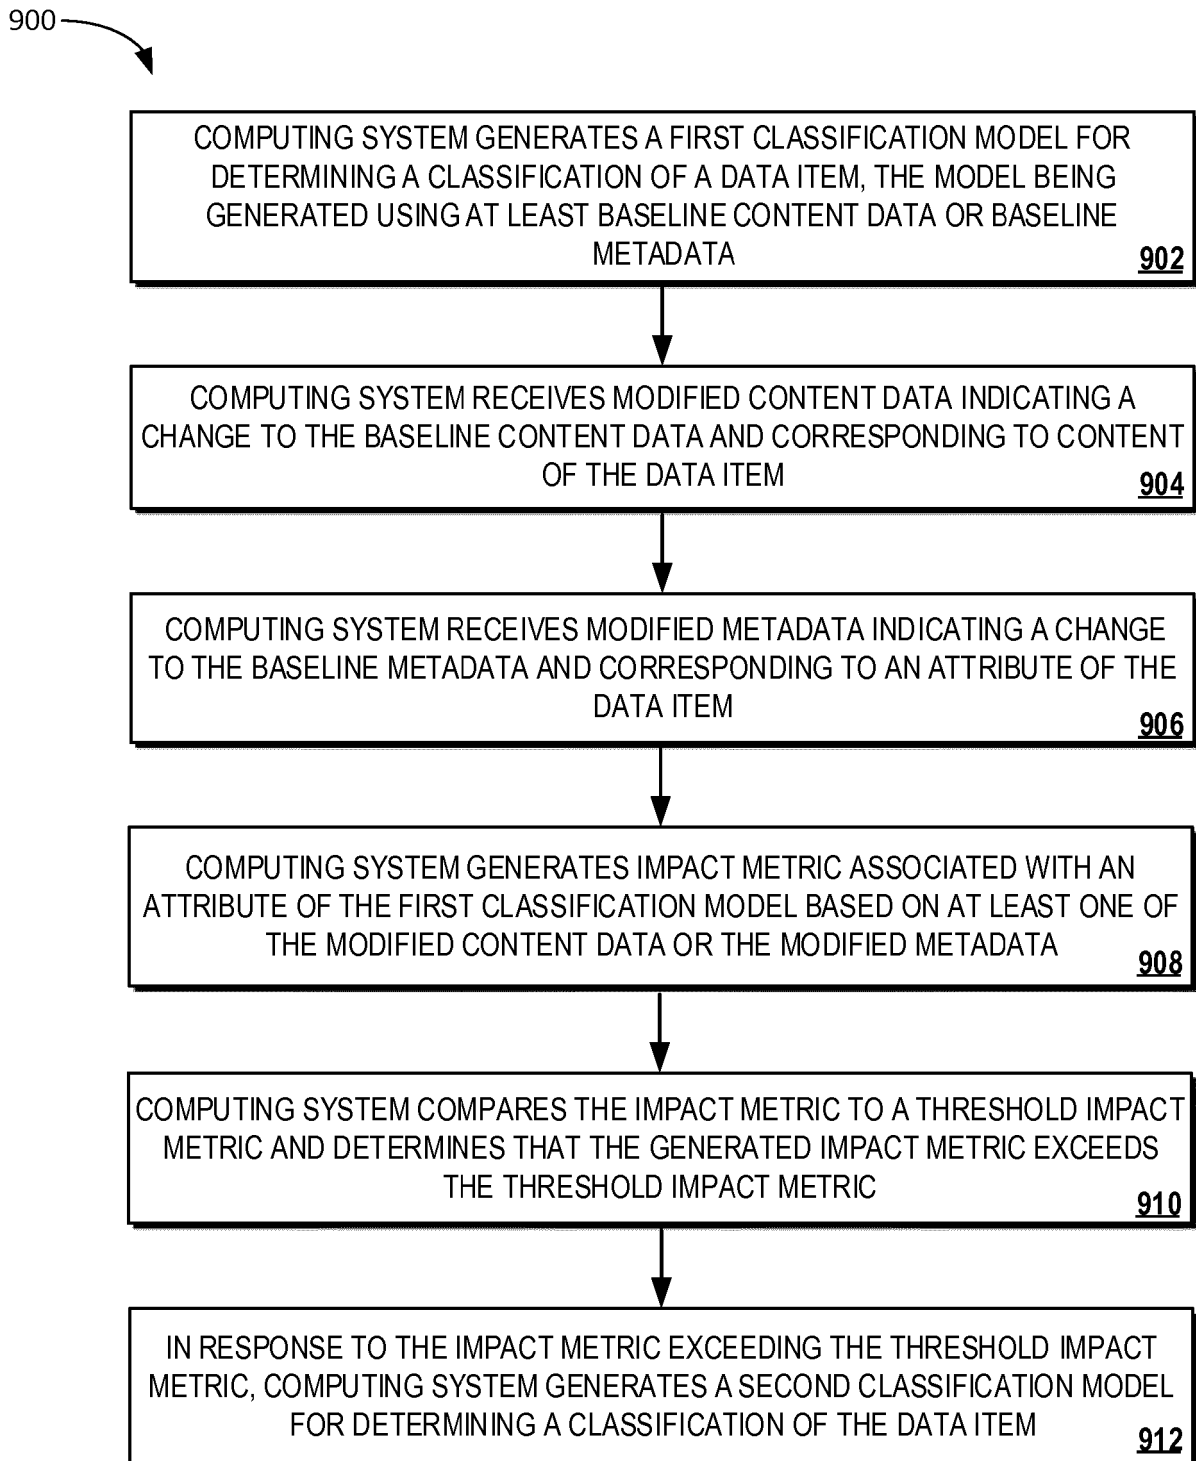 900
COMPUTING SYSTEM GENERATES A FIRST CLASSIFICATION MODEL FOR
DETERMINING A CLASSIFICATION OF A DATA ITEM, THE MODEL BEING
GENERATED USING AT LEAST BASELINE CONTENT DATA OR BASELINE
METADATA
902
COMPUTING SYSTEM RECEIVES MODIFIED CONTENT DATA INDICATING A
CHANGE TO THE BASELINE CONTENT DATA AND CORRESPONDING TO CONTENT
OF THE DATA ITEM
904
COMPUTING SYSTEM RECEIVES MODIFIED METADATA INDICATING A CHANGE
TO THE BASELINE METADATA AND CORRESPONDING TO AN ATTRIBUTE OF THE
DATA ITEM
906
COMPUTING SYSTEM GENERATES IMPACT METRIC ASSOCIATED WITH AN
ATTRIBUTE OF THE FIRST CLASSIFICATION MODEL BASED ON AT LEAST ONE OF
THE MODIFIED CONTENT DATA OR THE MODIFIED METADATA
908
COMPUTING SYSTEM COMPARES THE IMPACT METRIC TO A THRESHOLD IMPACT
METRIC AND DETERMINES THAT THE GENERATED IMPACT METRIC EXCEEDS
THE THRESHOLD IMPACT METRIC
910
IN RESPONSE TO THE IMPACT METRIC EXCEEDING THE THRESHOLD IMPACT
METRIC, COMPUTING SYSTEM GENERATES A SECOND CLASSIFICATION MODEL
FOR DETERMINING A CLASSIFICATION OF THE DATA ITEM
912